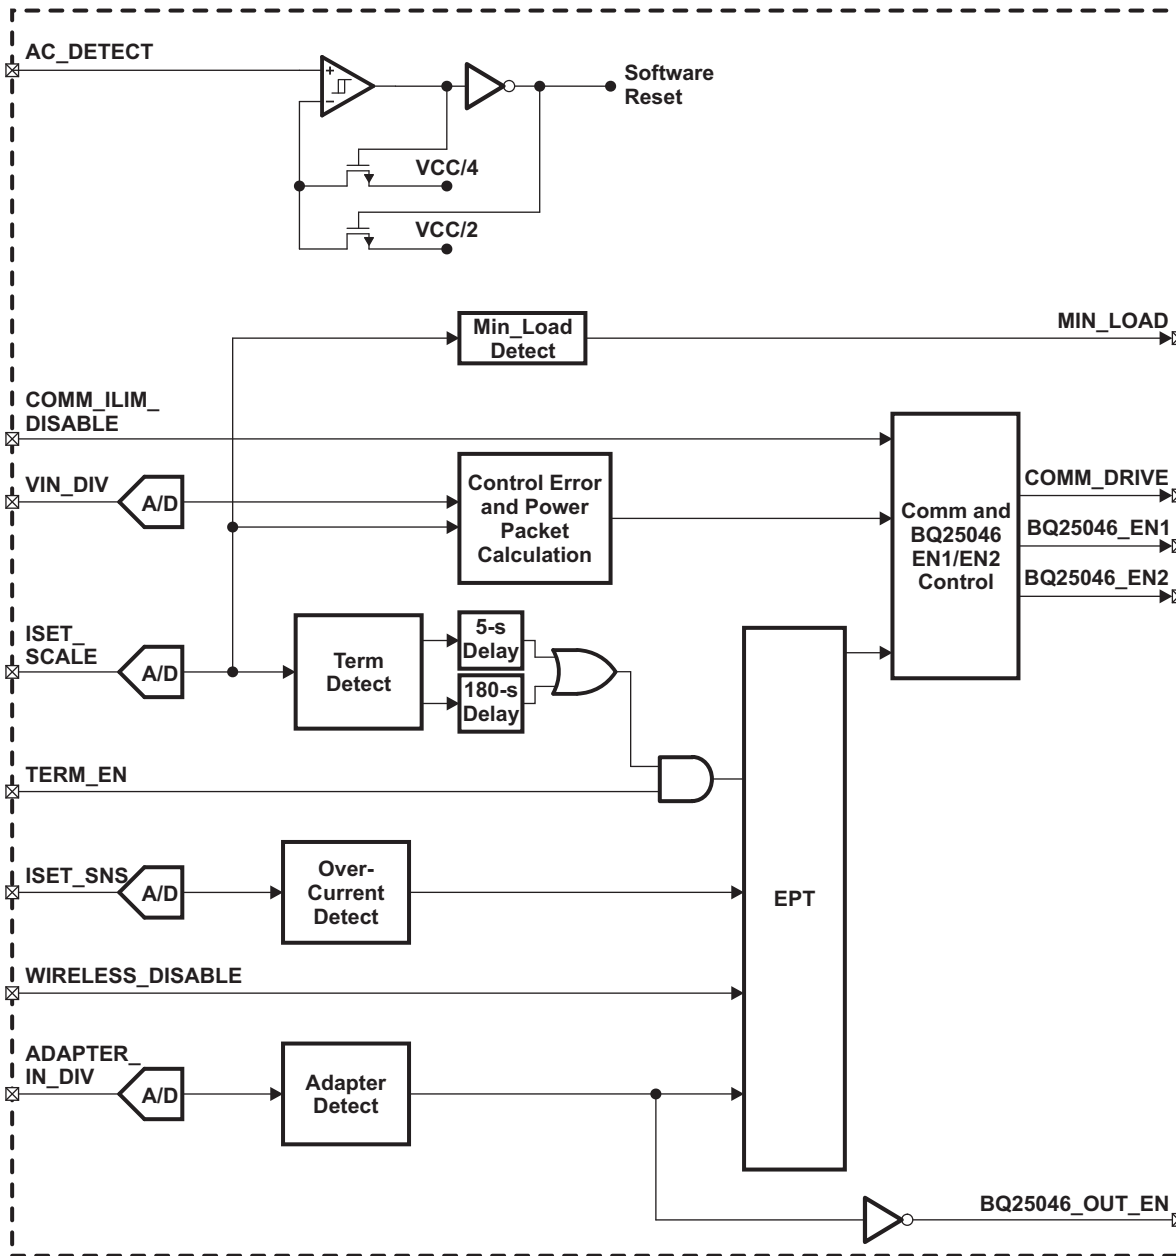 AC_DETECT
+
−
Software
Reset
VCC/4
VCC/2
Min_Load
Detect
MIN_LOAD
COMM_ILIM_
DISABLE
VIN_DIV
A/D
Control Error
and Power
Packet
Calculation
Comm and
BQ25046
EN1/EN2
Control
COMM_DRIVE
BQ25046_EN1
BQ25046_EN2
ISET_
SCALE
A/D
Term
Detect
5-s
Delay
180-s
Delay
TERM_EN
ISET_SNS
A/D
Over-
Current
Detect
EPT
WIRELESS_DISABLE
ADAPTER_
IN_DIV
A/D
Adapter
Detect
BQ25046_OUT_EN